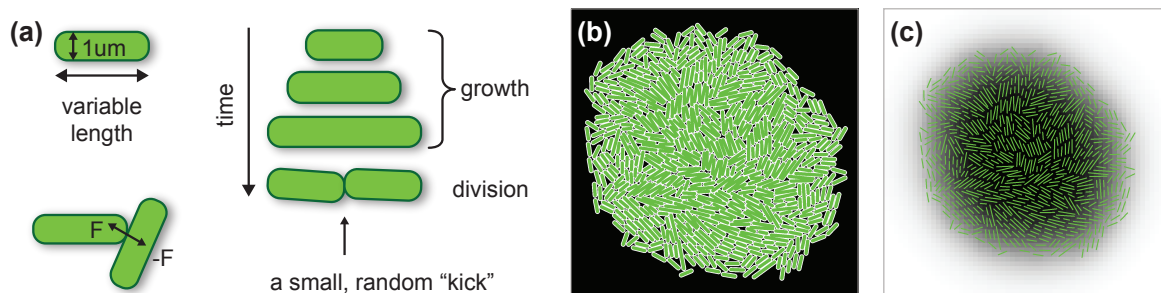 (a)
1um
variable
length
F
-F
time
growth
division
a small, random “kick”
(b)
(c)